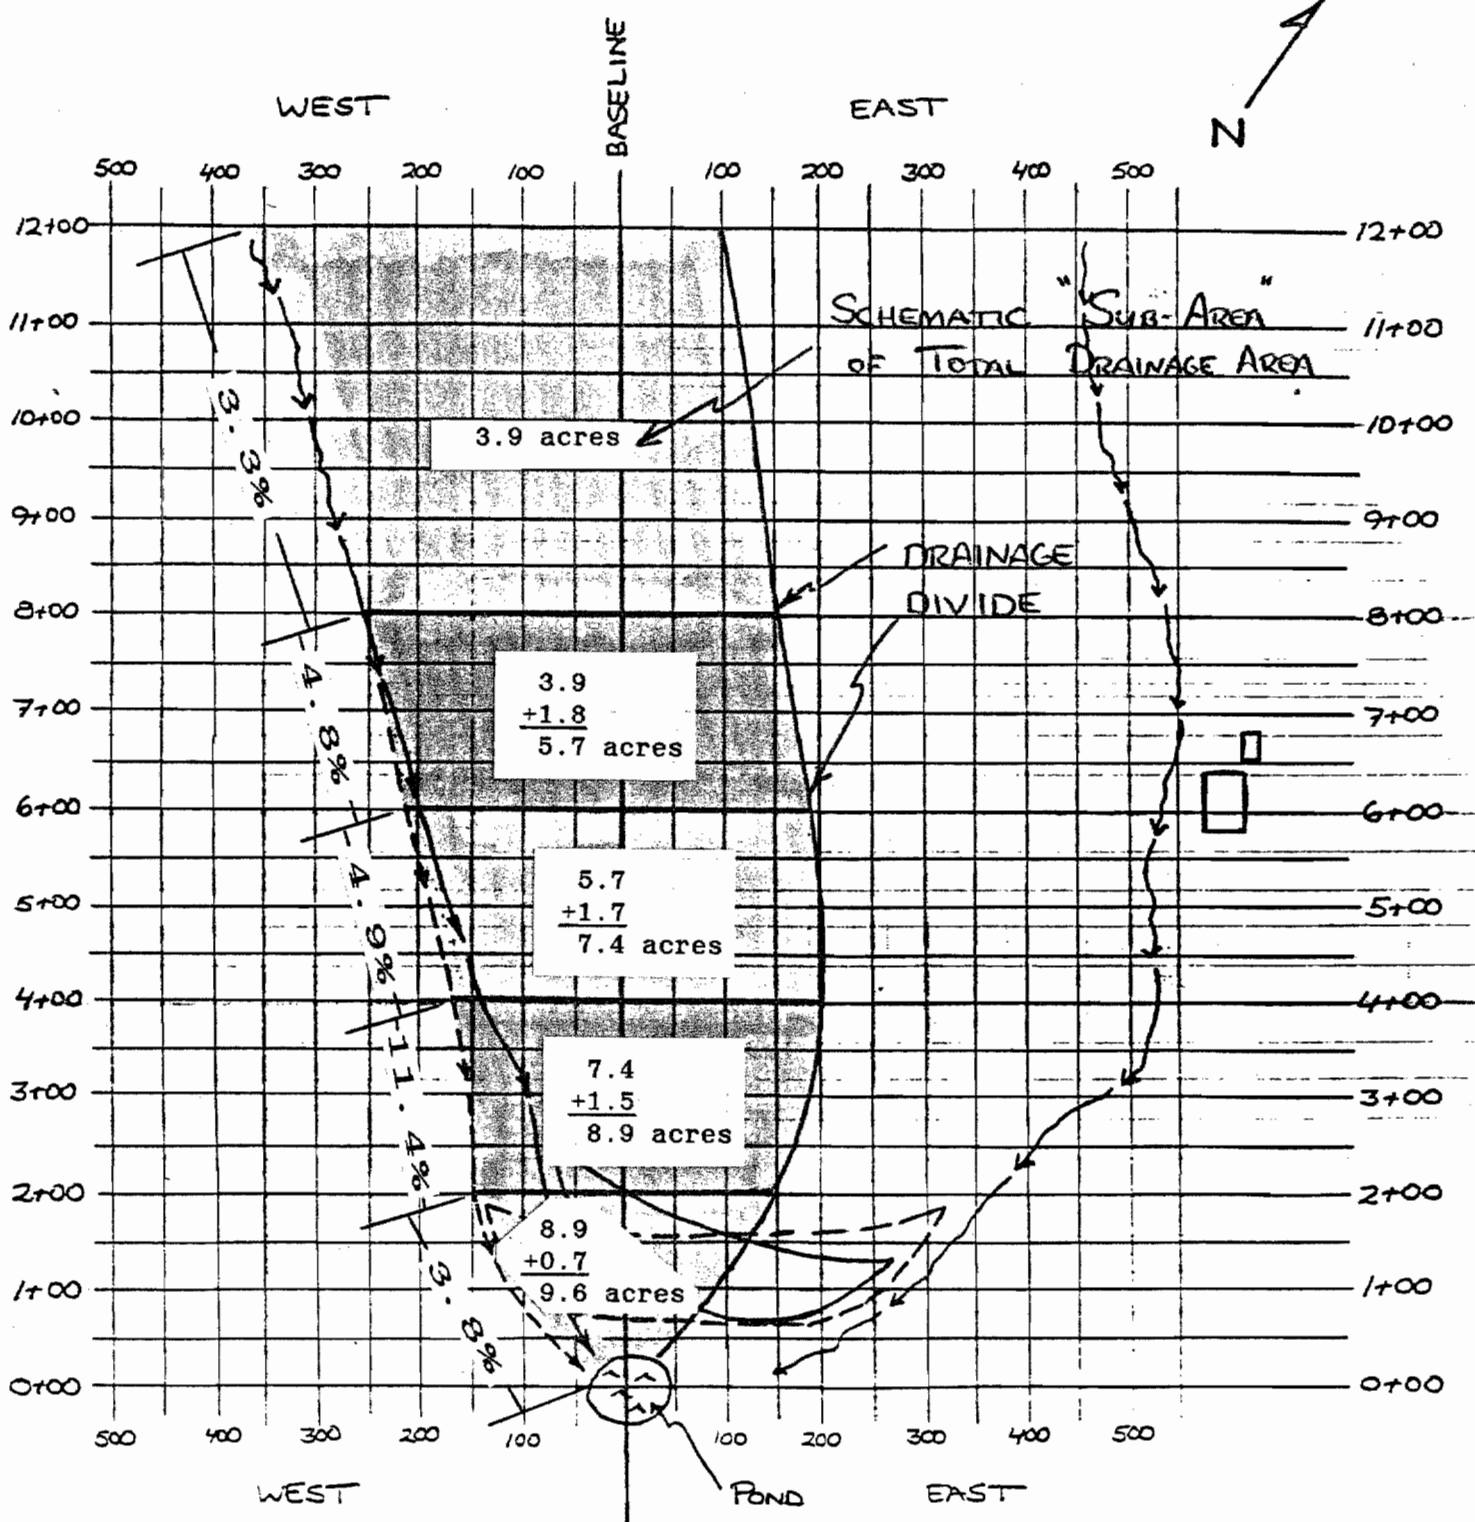 BASELINE
WEST
EAST
N
500 400 300 200 100 100 200 300 400 500
12+00 12+00
11+00 11+00
SCHEMATIC "SUB-AREA"
OF TOTAL DRAINAGE AREA
10+00 10+00
3.9 acres
3.3%
9+00 9+00
DRAINAGE
DIVIDE
8+00 8+00
4.8%
3.9
+1.8
5.7 acres
7+00 7+00
6+00 6+00
4.9%
5.7
+1.7
7.4 acres
5+00 5+00
4+00 4+00
11.4%
7.4
+1.5
8.9 acres
3+00 3+00
2+00 2+00
3.8%
8.9
+0.7
9.6 acres
1+00 1+00
0+00 0+00
500 400 300 200 100 100 200 300 400 500
WEST
POND
EAST